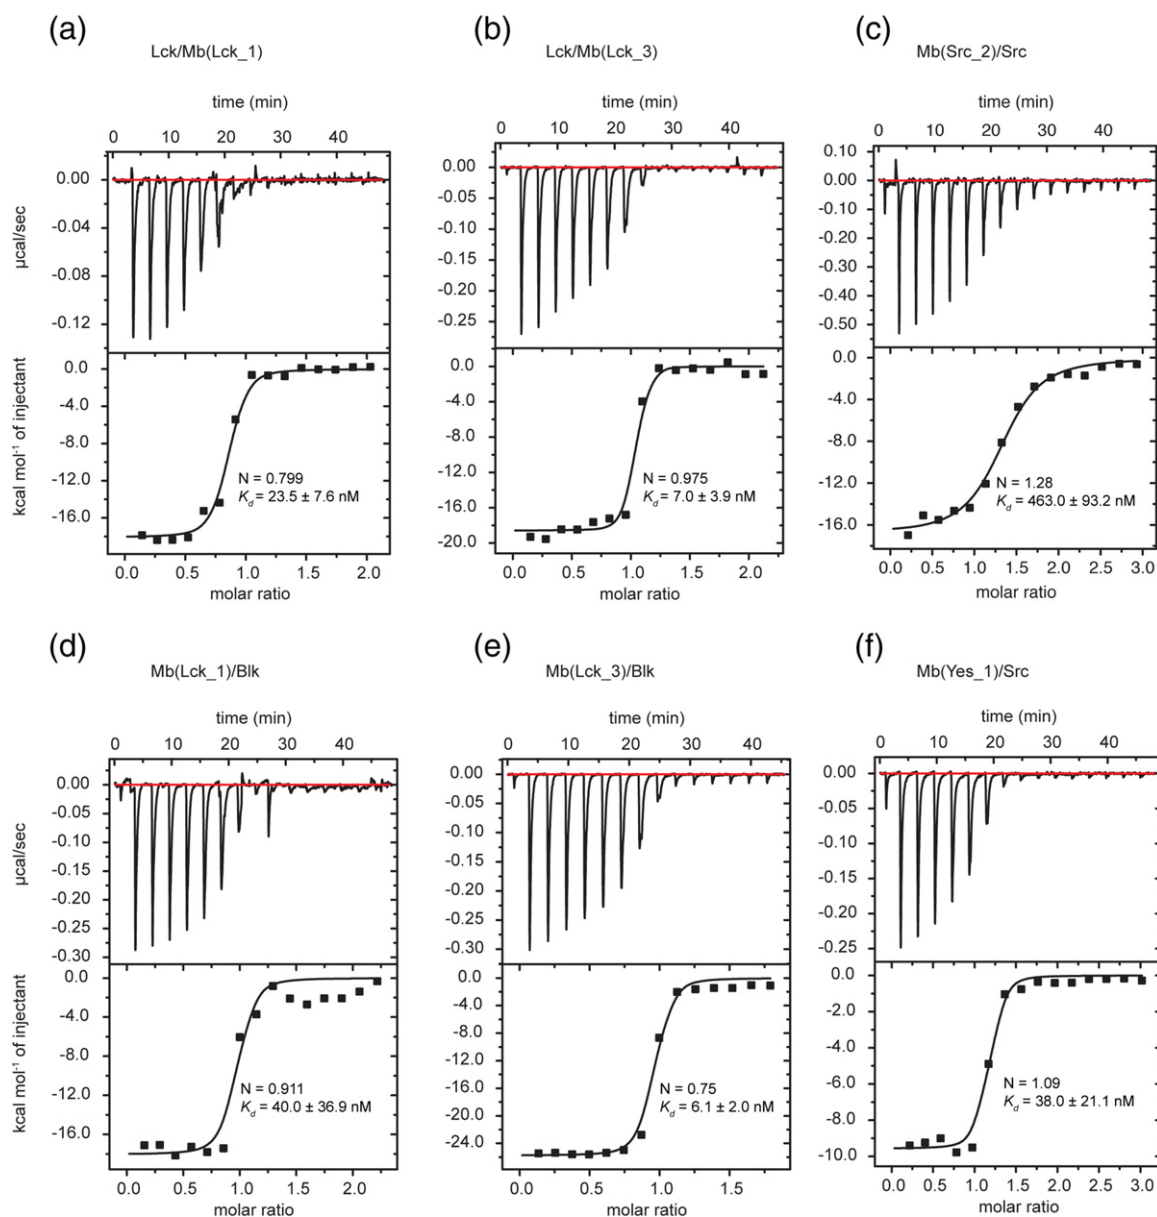 (a)
Lck/Mb(Lck_1)
time (min)
0 10 20 30 40
0.00
-0.04
-0.08
-0.12
µcal/sec
0.0
-4.0
-8.0
-12.0
-16.0
kcal mol⁻¹ of injectant
N = 0.799
K_d = 23.5 ± 7.6 nM
0.0 0.5 1.0 1.5 2.0
molar ratio
(b)
Lck/Mb(Lck_3)
time (min)
0 10 20 30 40
0.00
-0.05
-0.10
-0.15
-0.20
-0.25
0.0
-4.0
-8.0
-12.0
-16.0
-20.0
N = 0.975
K_d = 7.0 ± 3.9 nM
0.0 0.5 1.0 1.5 2.0
molar ratio
(c)
Mb(Src_2)/Src
time (min)
0 10 20 30 40
0.10
0.00
-0.10
-0.20
-0.30
-0.40
-0.50
0.0
-4.0
-8.0
-12.0
-16.0
N = 1.28
K_d = 463.0 ± 93.2 nM
0.0 0.5 1.0 1.5 2.0 2.5 3.0
molar ratio
(d)
Mb(Lck_1)/Blk
time (min)
0 10 20 30 40
0.00
-0.05
-0.10
-0.15
-0.20
-0.25
-0.30
µcal/sec
0.0
-4.0
-8.0
-12.0
-16.0
kcal mol⁻¹ of injectant
N = 0.911
K_d = 40.0 ± 36.9 nM
0.0 0.5 1.0 1.5 2.0
molar ratio
(e)
Mb(Lck_3)/Blk
time (min)
0 10 20 30 40
0.00
-0.05
-0.10
-0.15
-0.20
-0.25
-0.30
0.0
-4.0
-8.0
-12.0
-16.0
-20.0
-24.0
N = 0.75
K_d = 6.1 ± 2.0 nM
0.0 0.5 1.0 1.5
molar ratio
(f)
Mb(Yes_1)/Src
time (min)
0 10 20 30 40
0.00
-0.05
-0.10
-0.15
-0.20
-0.25
0.0
-2.0
-4.0
-6.0
-8.0
-10.0
N = 1.09
K_d = 38.0 ± 21.1 nM
0.0 0.5 1.0 1.5 2.0 2.5 3.0
molar ratio